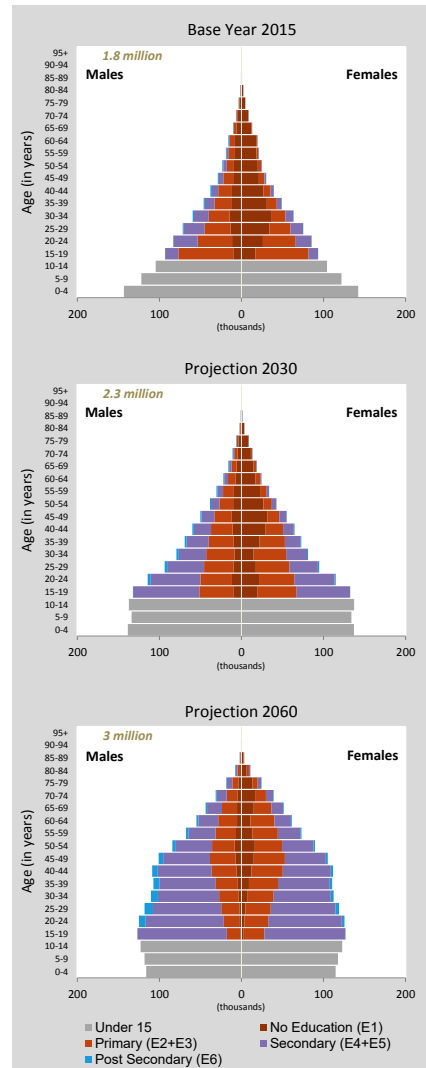 Base Year 2015
1.8 million
Males
Females
Age (in years)
95+
90-94
85-89
80-84
75-79
70-74
65-69
60-64
55-59
50-54
45-49
40-44
35-39
30-34
25-29
20-24
15-19
10-14
5-9
0-4
200 100 0 100 200
(thousands)
Projection 2030
2.3 million
Males
Females
Age (in years)
95+
90-94
85-89
80-84
75-79
70-74
65-69
60-64
55-59
50-54
45-49
40-44
35-39
30-34
25-29
20-24
15-19
10-14
5-9
0-4
200 100 0 100 200
(thousands)
Projection 2060
3 million
Males
Females
Age (in years)
95+
90-94
85-89
80-84
75-79
70-74
65-69
60-64
55-59
50-54
45-49
40-44
35-39
30-34
25-29
20-24
15-19
10-14
5-9
0-4
200 100 0 100 200
(thousands)
Under 15
No Education (E1)
Primary (E2+E3)
Secondary (E4+E5)
Post Secondary (E6)